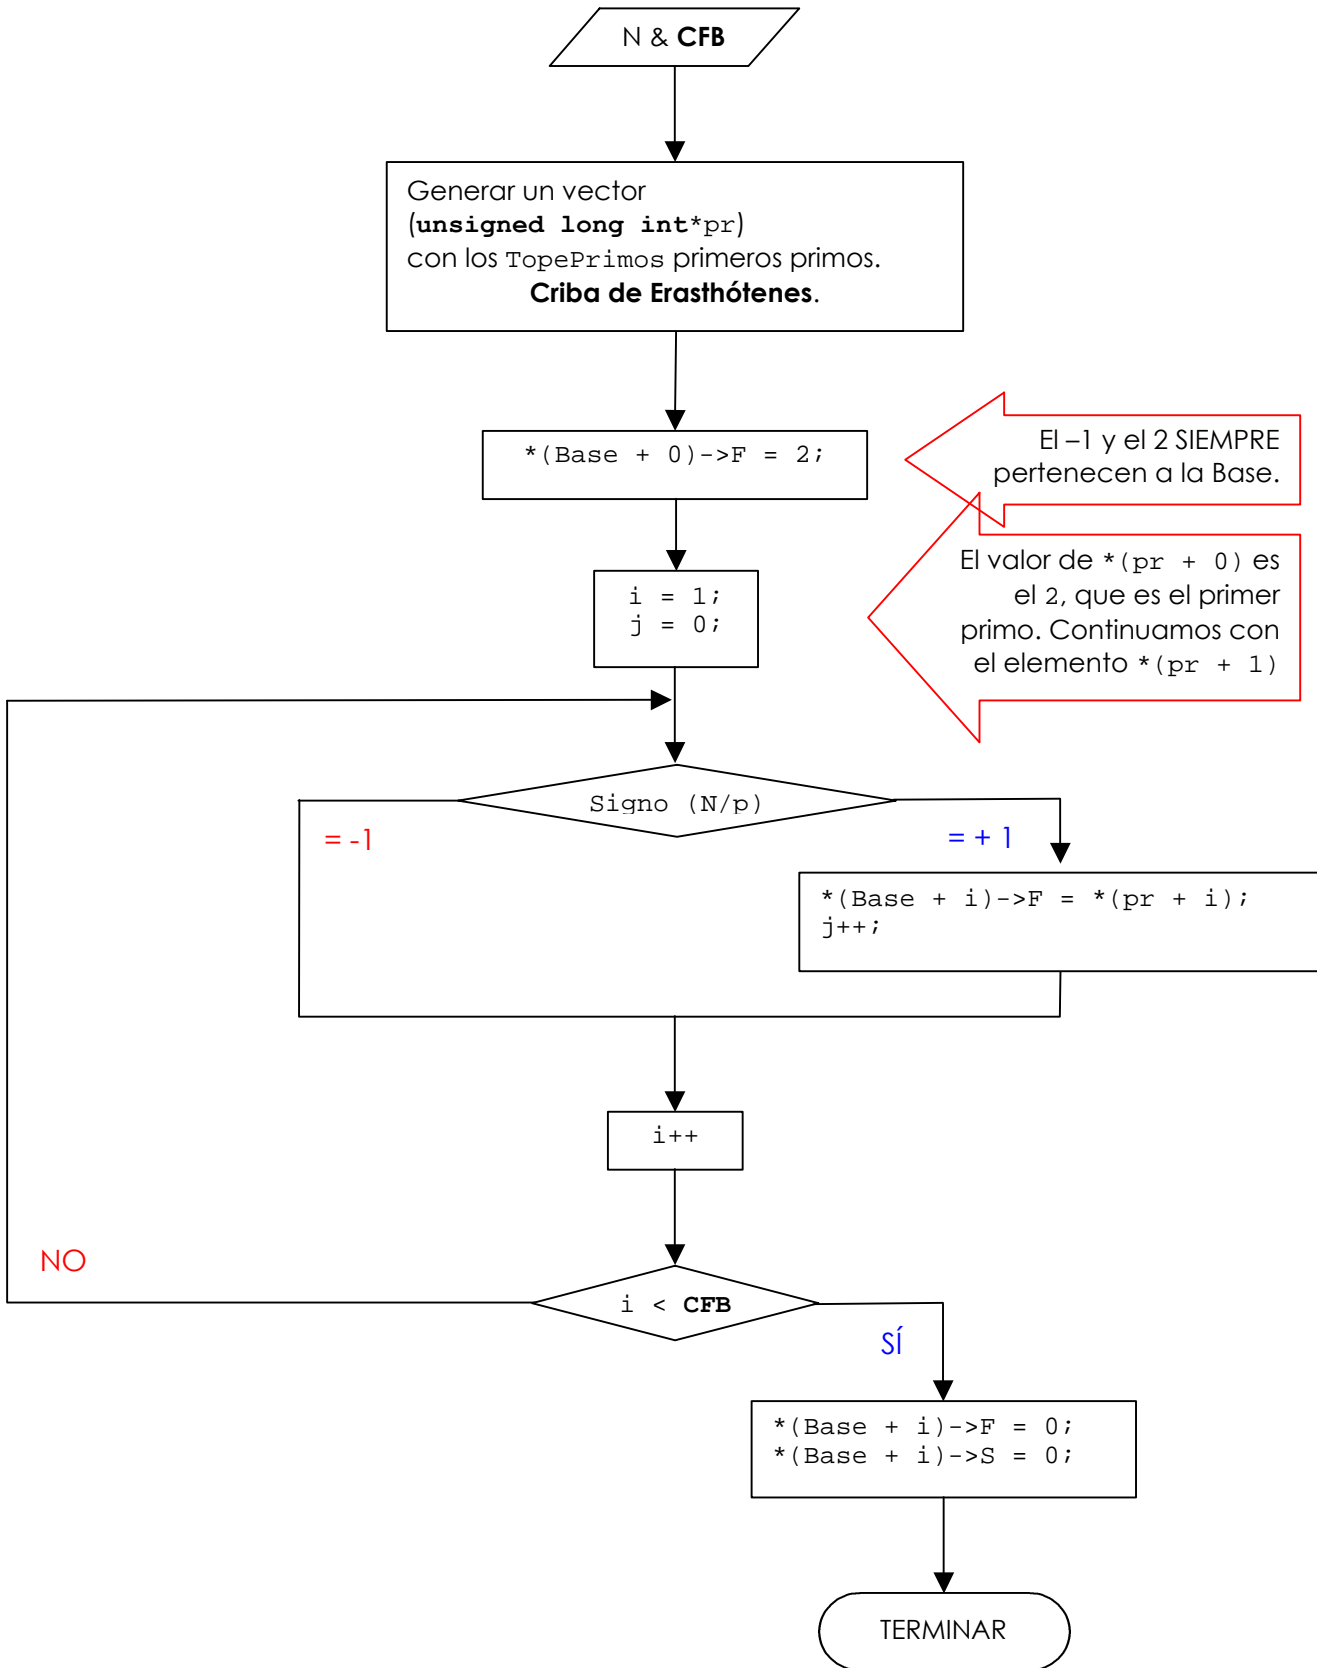 N & CFB
Generar un vector
(unsigned long int*pr)
con los TopePrimos primeros primos.
Criba de Erasthótenes.
*(Base + 0)->F = 2;
El –1 y el 2 SIEMPRE
pertenecen a la Base.
i = 1;
j = 0;
El valor de *(pr + 0) es
el 2, que es el primer
primo. Continuamos con
el elemento *(pr + 1)
Signo (N/p)
= -1
= + 1
*(Base + i)->F = *(pr + i);
j++;
i++
NO
i < CFB
SÍ
*(Base + i)->F = 0;
*(Base + i)->S = 0;
TERMINAR